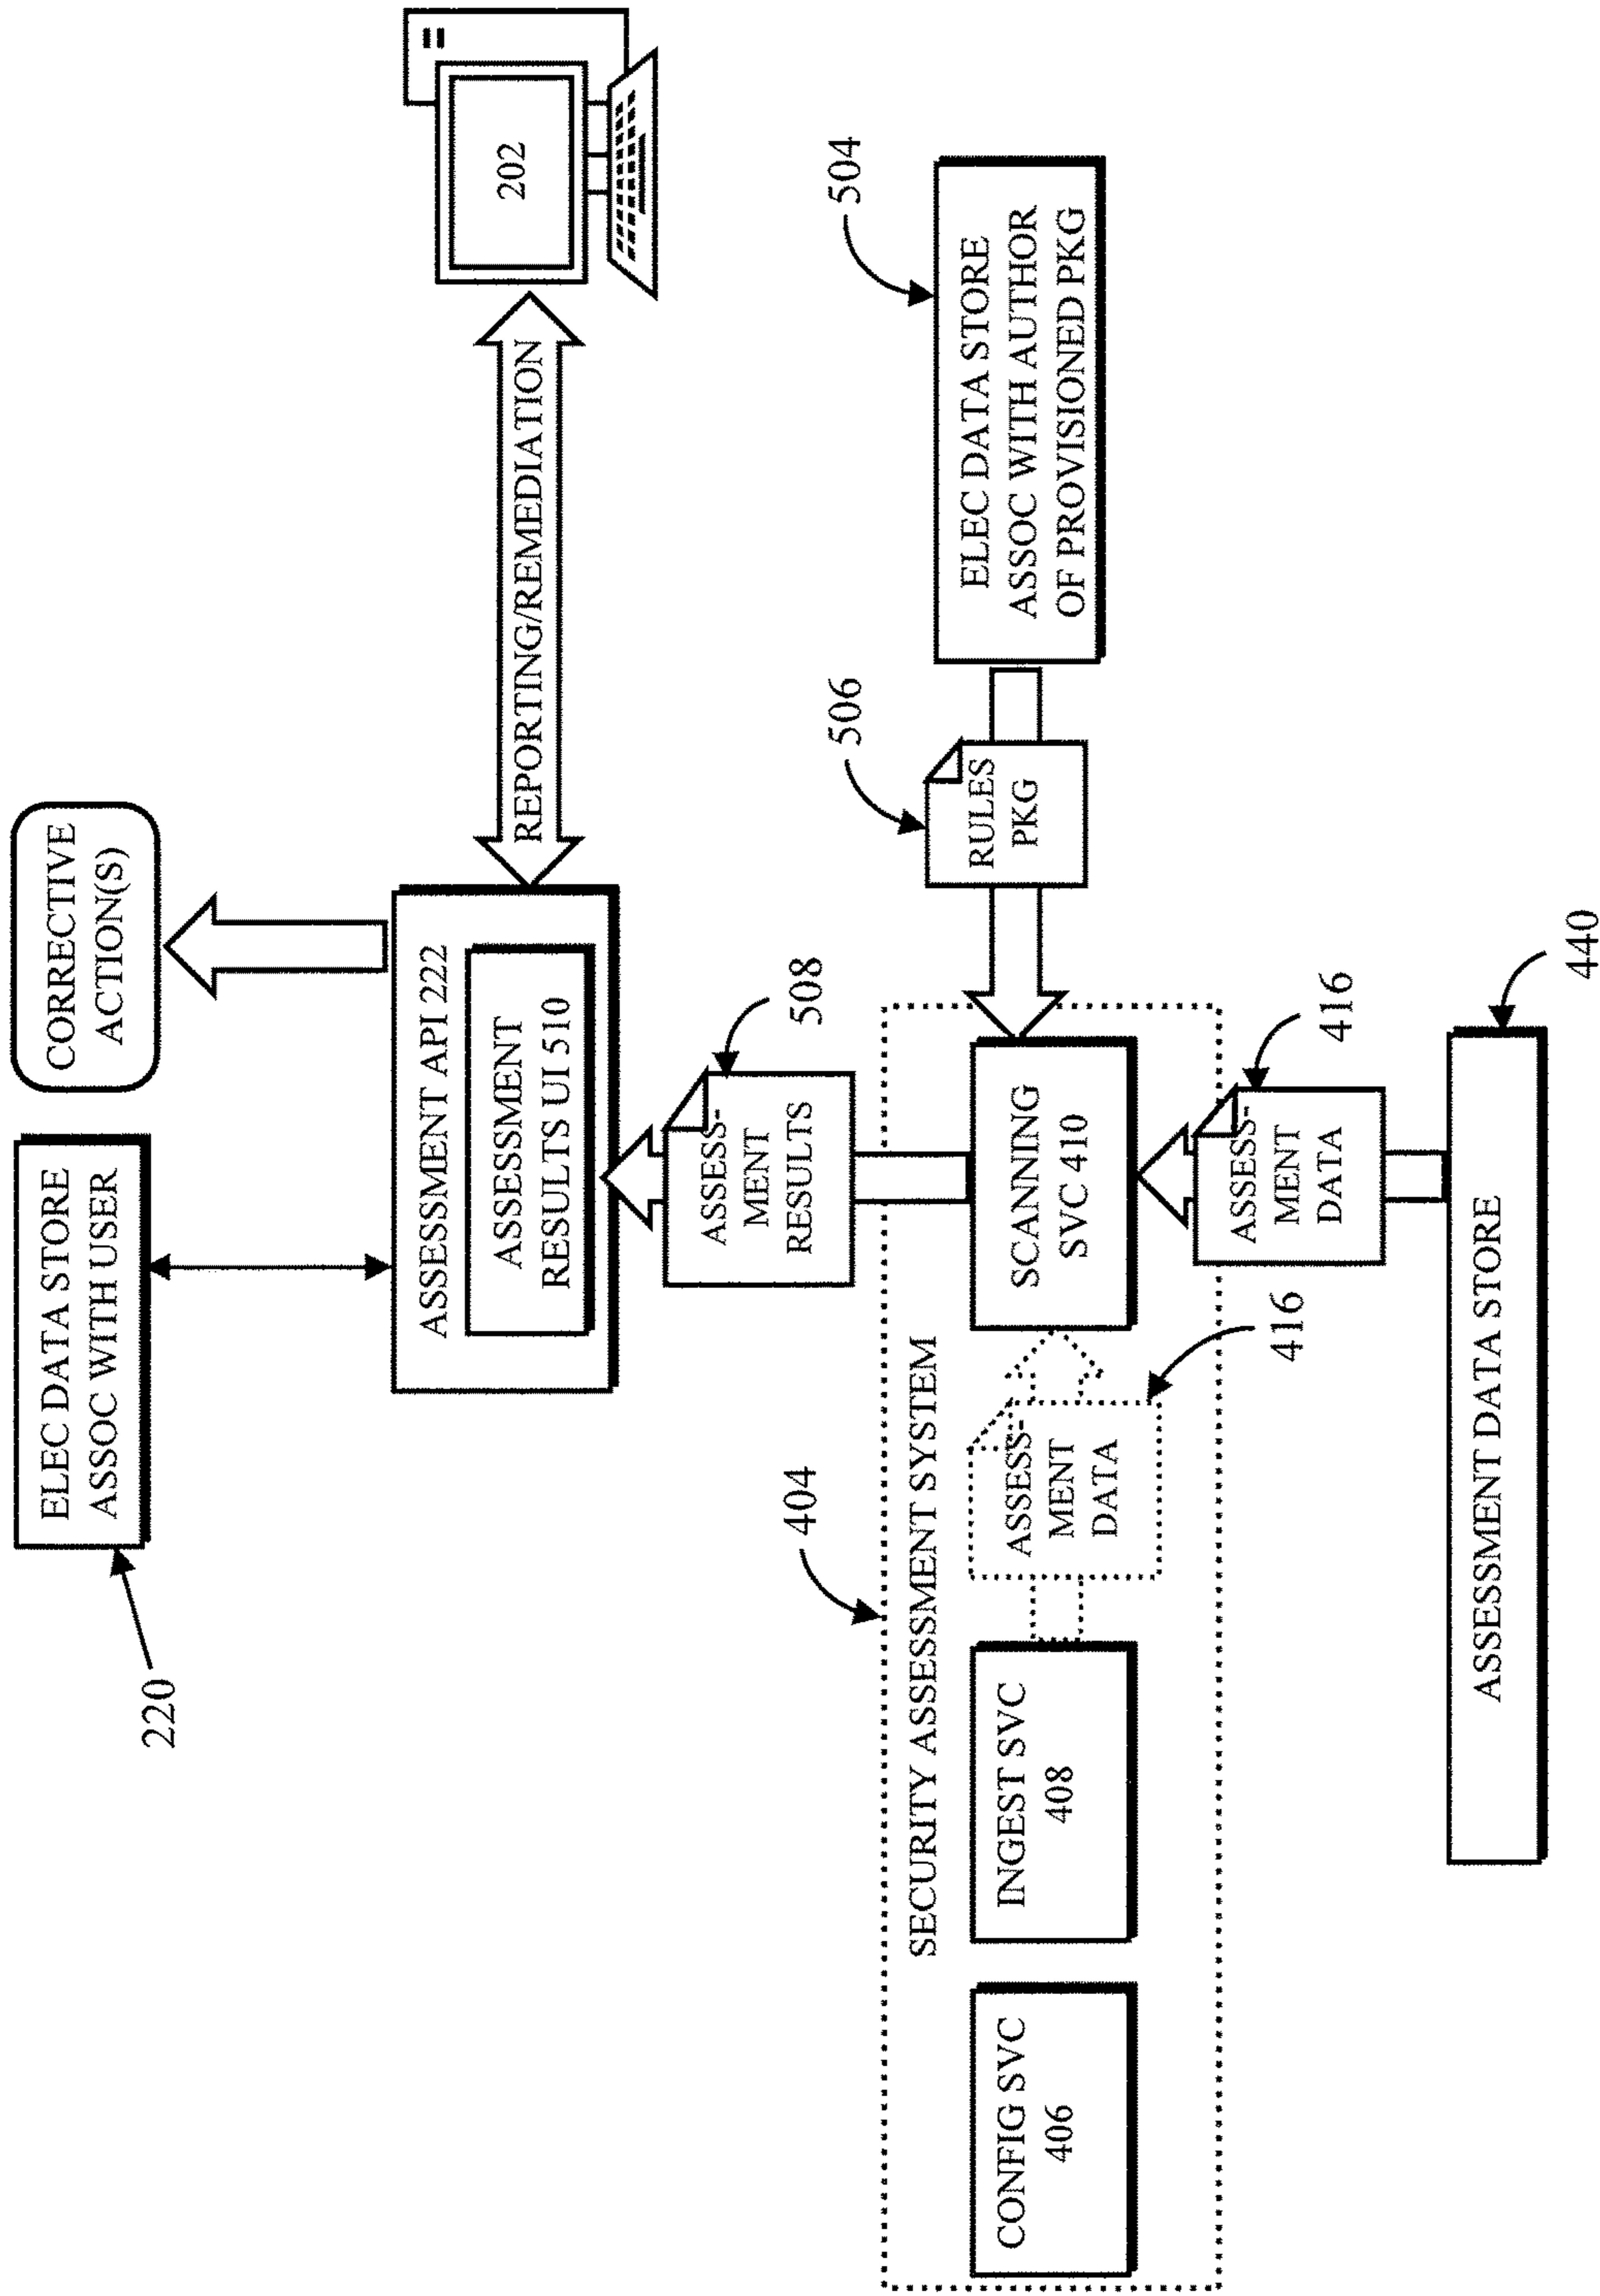 220
ELEC DATA STORE
ASSOC WITH USER
CORRECTIVE
ACTION(S)
ASSESSMENT API 222
ASSESSMENT
RESULTS UI 510
REPORTING/REMEDIATION
202
508
ASSESS-
MENT
RESULTS
404
SECURITY ASSESSMENT SYSTEM
CONFIG SVC
406
INGEST SVC
408
ASSESS-
MENT
DATA
416
SCANNING
SVC 410
506
RULES
PKG
504
ELEC DATA STORE
ASSOC WITH AUTHOR
OF PROVISIONED PKG
ASSESS-
MENT
DATA
416
ASSESSMENT DATA STORE
440